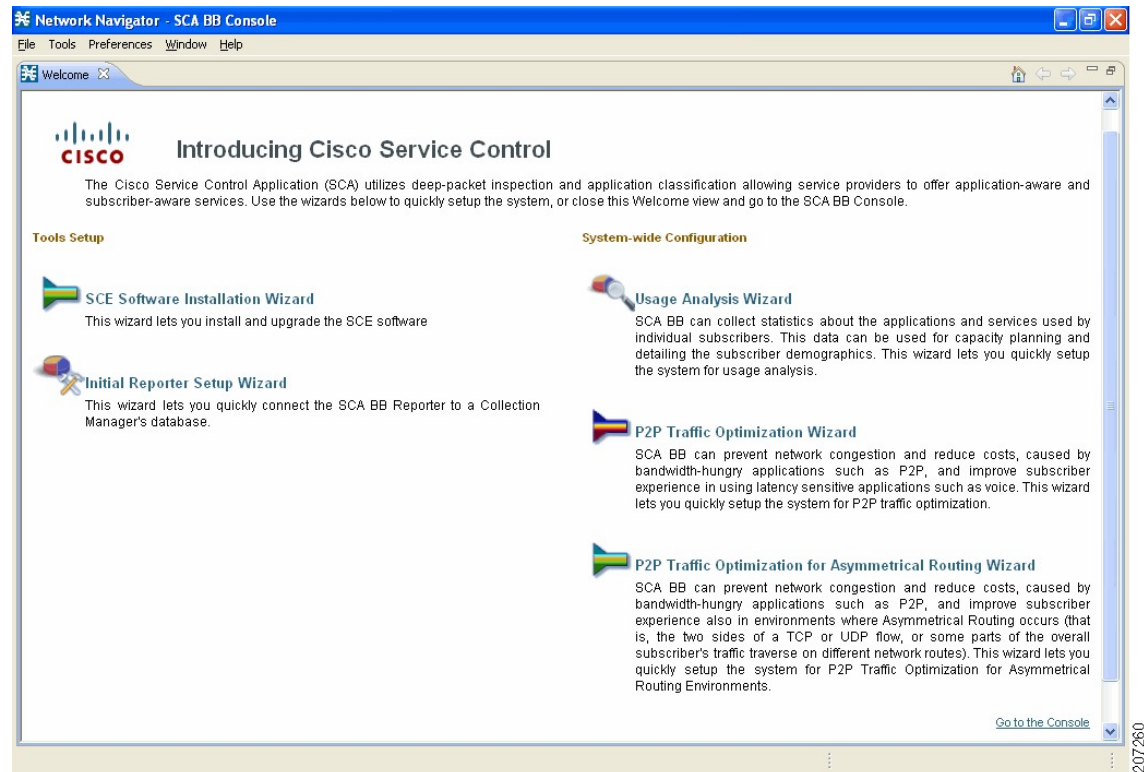 Network Navigator - SCA BB Console
File Tools Preferences Window Help
Welcome
CISCO
Introducing Cisco Service Control
The Cisco Service Control Application (SCA) utilizes deep-packet inspection and application classification allowing service providers to offer application-aware and
subscriber-aware services. Use the wizards below to quickly setup the system, or close this Welcome view and go to the SCA BB Console.
Tools Setup
SCE Software Installation Wizard
This wizard lets you install and upgrade the SCE software
Initial Reporter Setup Wizard
This wizard lets you quickly connect the SCA BB Reporter to a Collection
Manager's database.
System-wide Configuration
Usage Analysis Wizard
SCA BB can collect statistics about the applications and services used by
individual subscribers. This data can be used for capacity planning and
detailing the subscriber demographics. This wizard lets you quickly setup
the system for usage analysis.
P2P Traffic Optimization Wizard
SCA BB can prevent network congestion and reduce costs, caused by
bandwidth-hungry applications such as P2P, and improve subscriber
experience in using latency sensitive applications such as voice. This wizard
lets you quickly setup the system for P2P traffic optimization.
P2P Traffic Optimization for Asymmetrical Routing Wizard
SCA BB can prevent network congestion and reduce costs, caused by
bandwidth-hungry applications such as P2P, and improve subscriber
experience also in environments where Asymmetrical Routing occurs (that
is, the two sides of a TCP or UDP flow, or some parts of the overall
subscriber's traffic traverse on different network routes). This wizard lets you
quickly setup the system for P2P Traffic Optimization for Asymmetrical
Routing Environments.
Go to the Console
207260